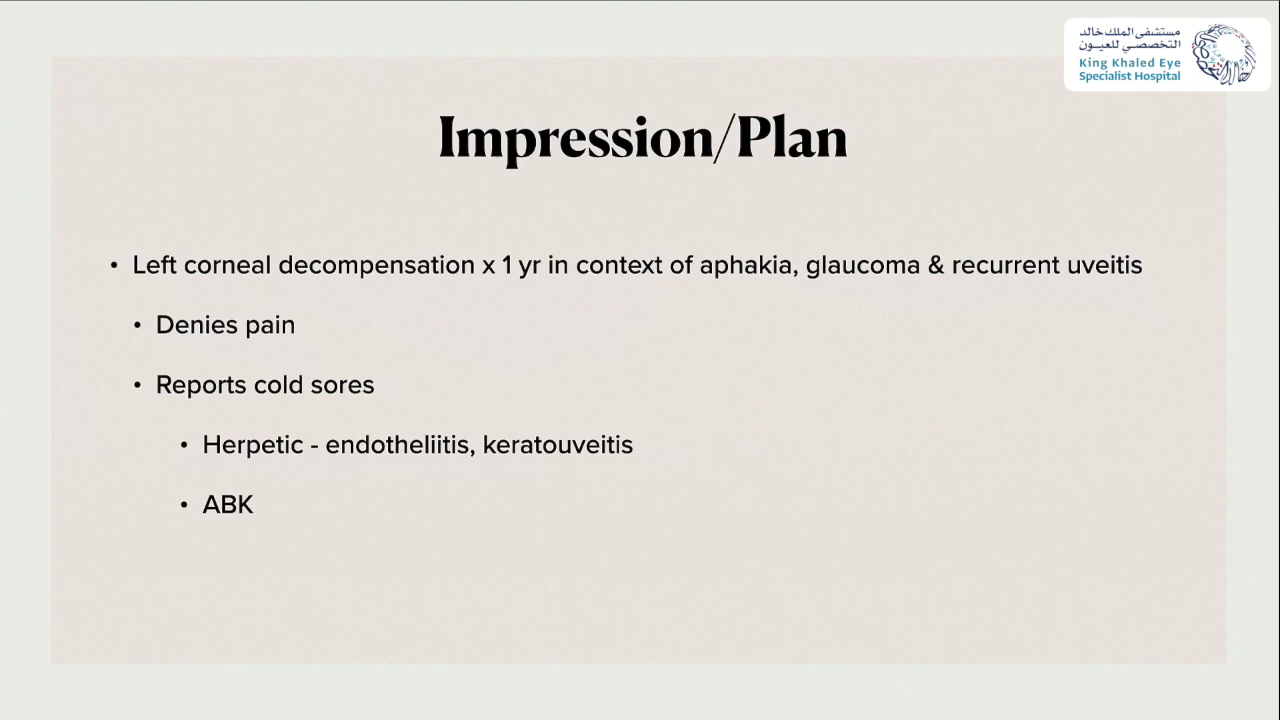 مستشفى الملك خالد
التخصصي للعيون
King Khaled Eye
Specialist Hospital
Impression/Plan
• Left corneal decompensation x 1 yr in context of aphakia, glaucoma & recurrent uveitis
• Denies pain
• Reports cold sores
• Herpetic - endotheliitis, keratouveitis
• ABK